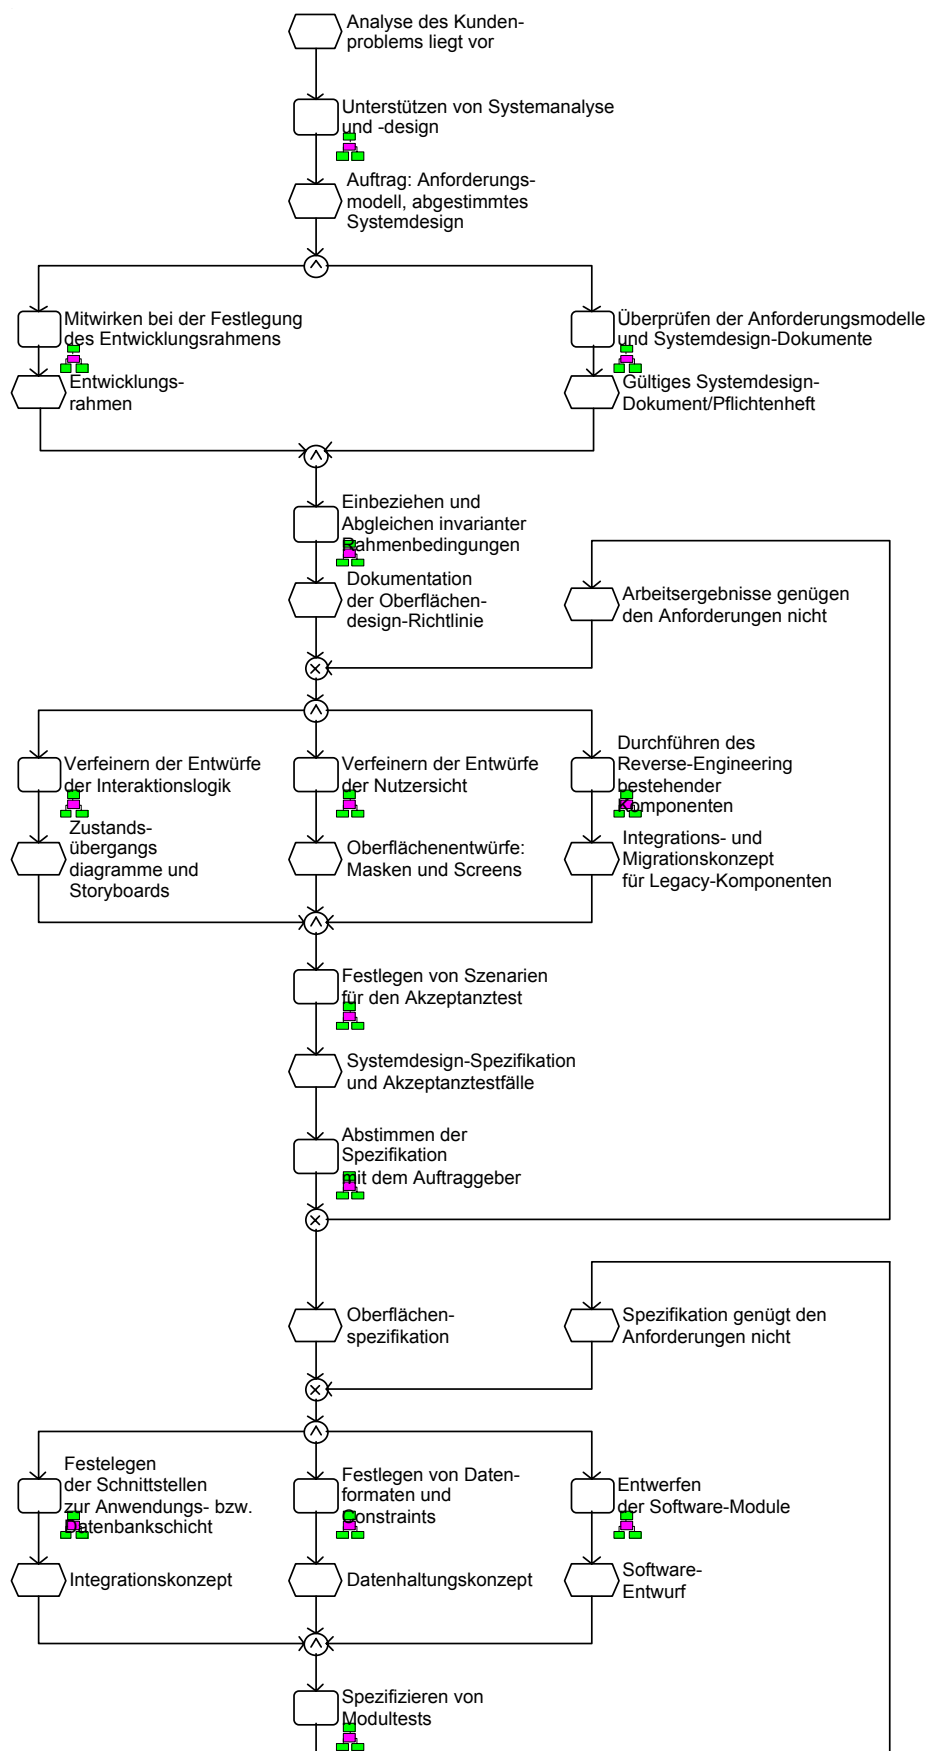 Analyse des Kunden-
problems liegt vor
Unterstützen von Systemanalyse
und -design
Auftrag: Anforderungs-
modell, abgestimmtes
Systemdesign
Mitwirken bei der Festlegung
des Entwicklungsrahmens
Überprüfen der Anforderungsmodelle
und Systemdesign-Dokumente
Entwicklungs-
rahmen
Gültiges Systemdesign-
Dokument/Pflichtenheft
Einbeziehen und
Abgleichen invarianter
Rahmenbedingungen
Dokumentation
der Oberflächen-
design-Richtlinie
Arbeitsergebnisse genügen
den Anforderungen nicht
Verfeinern der Entwürfe
der Interaktionslogik
Verfeinern der Entwürfe
der Nutzersicht
Durchführen des
Reverse-Engineering
bestehender
Komponenten
Zustands-
übergangs
diagramme und
Storyboards
Oberflächenentwürfe:
Masken und Screens
Integrations- und
Migrationskonzept
für Legacy-Komponenten
Festlegen von Szenarien
für den Akzeptanztest
Systemdesign-Spezifikation
und Akzeptanztestfälle
Abstimmen der
Spezifikation
mit dem Auftraggeber
Oberflächen-
spezifikation
Spezifikation genügt den
Anforderungen nicht
Festelegen
der Schnittstellen
zur Anwendungs- bzw.
Datenbankschicht
Festlegen von Daten-
formaten und
Constraints
Entwerfen
der Software-Module
Integrationskonzept
Datenhaltungskonzept
Software-
Entwurf
Spezifizieren von
Modultests